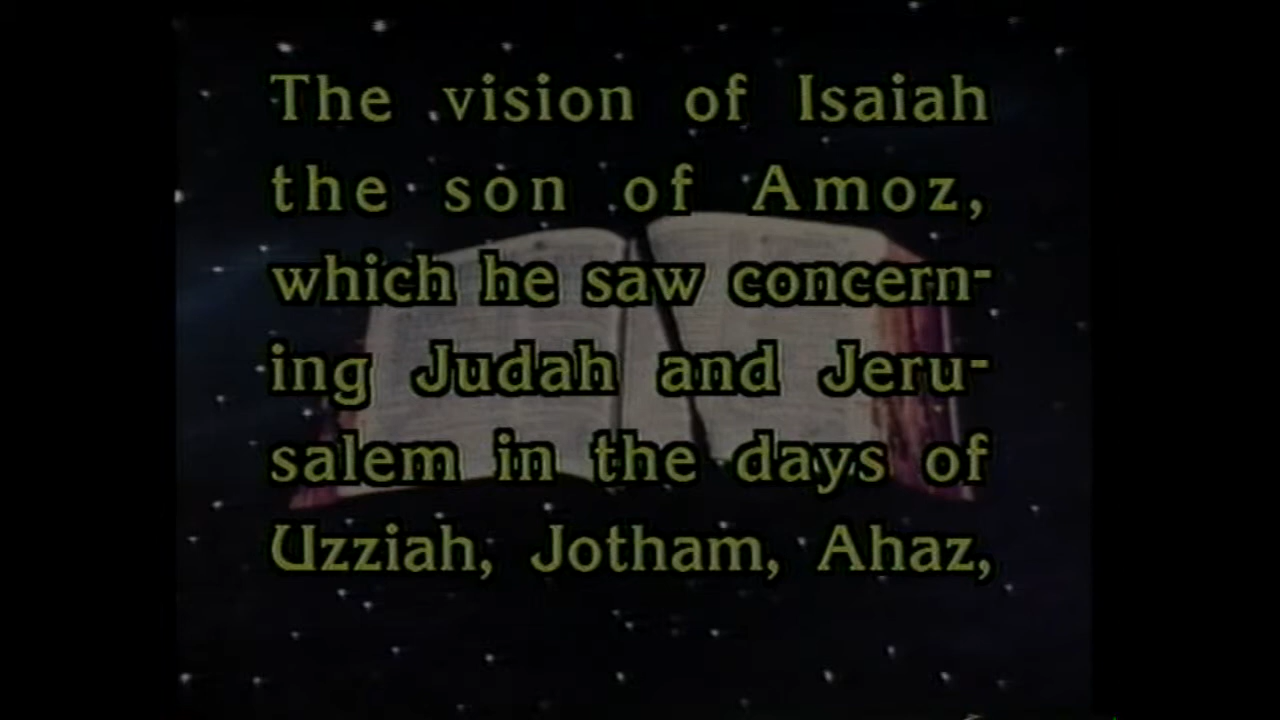 The vision of Isaiah
the son of Amoz,
which he saw concern-
ing Judah and Jeru-
salem in the days of
Uzziah, Jotham, Ahaz,